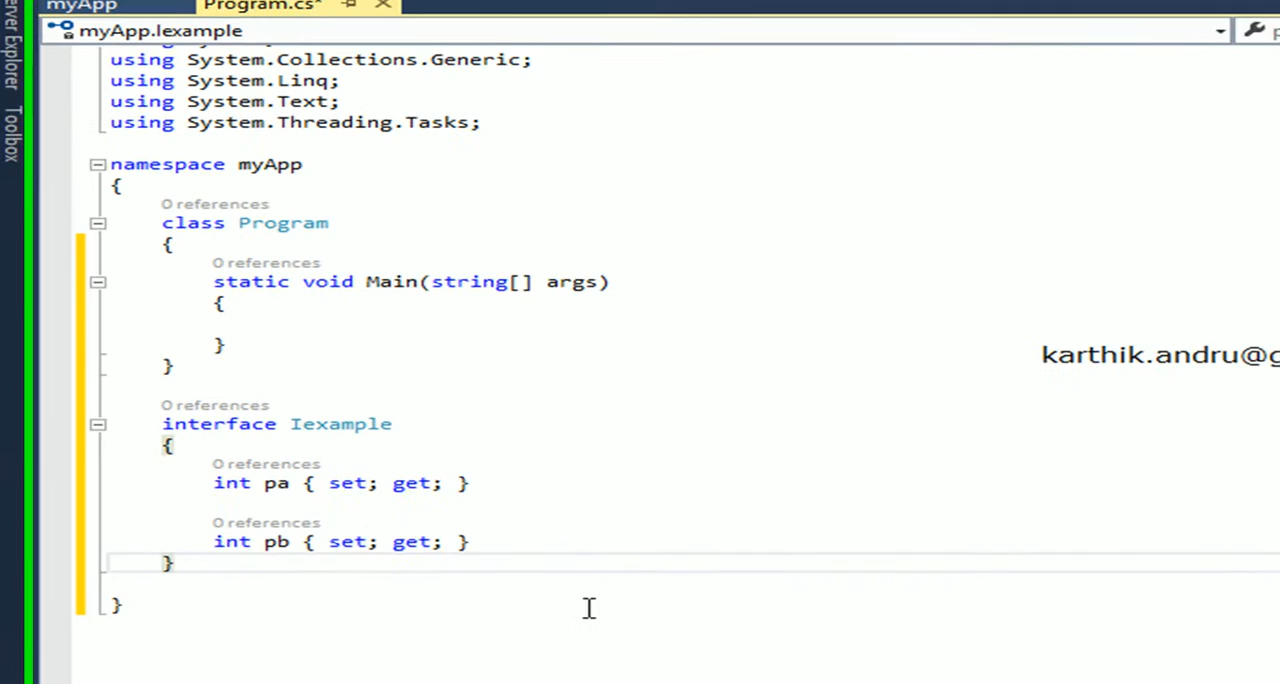 myApp
Program.cs*
myApp.Iexample
using System.Collections.Generic;
using System.Linq;
using System.Text;
using System.Threading.Tasks;
namespace myApp
{
0 references
class Program
{
0 references
static void Main(string[] args)
{
}
}
karthik.andru@g
0 references
interface Iexample
{
0 references
int pa { set; get; }
0 references
int pb { set; get; }
}
}
Explorer
Toolbox